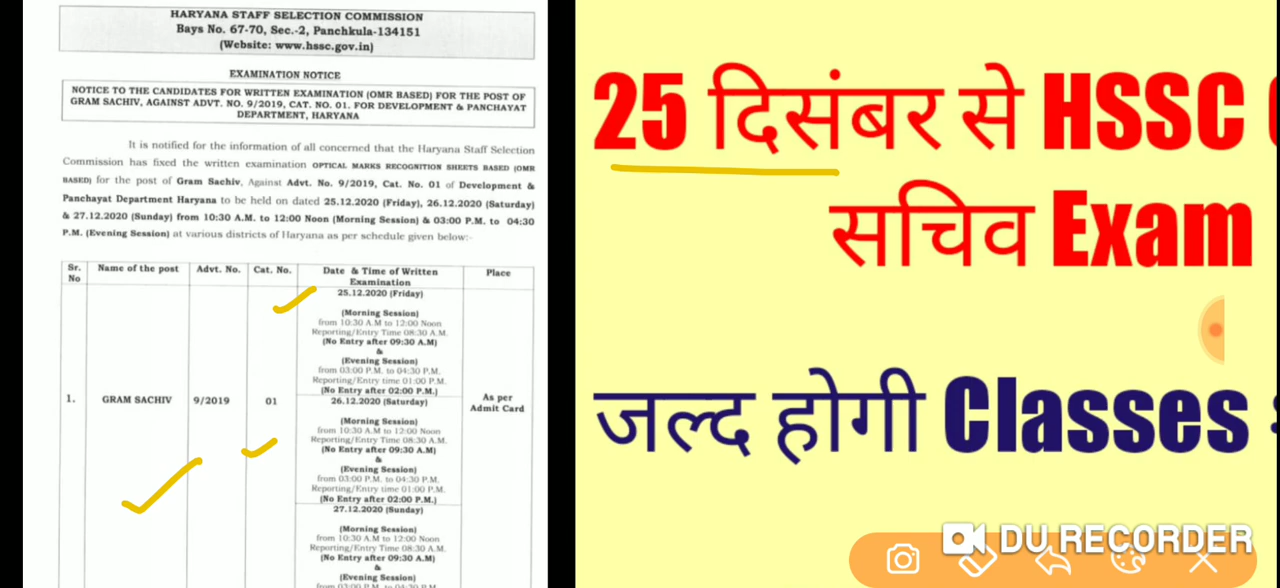 HARYANA STAFF SELECTION COMMISSION
Bays No. 67-70, Sec.-2, Panchkula-134151
(Website: www.hssc.gov.in)
EXAMINATION NOTICE
NOTICE TO THE CANDIDATES FOR WRITTEN EXAMINATION (OMR BASED) FOR THE POST OF
GRAM SACHIV, AGAINST ADVT. NO. 9/2019, CAT. NO. 01. FOR DEVELOPMENT & PANCHAYAT
DEPARTMENT, HARYANA
It is notified for the information of all concerned that the Haryana Staff Selection
Commission has fixed the written examination OPTICAL MARKS RECOGNITION SHEETS BASED (OMR
BASED) for the post of Gram Sachiv, Against Advt. No. 9/2019, Cat. No. 01 of Development &
Panchayat Department Haryana to be held on dated 25.12.2020 (Friday), 26.12.2020 (Saturday)
& 27.12.2020 (Sunday) from 10:30 A.M. to 12:00 Noon (Morning Session) & 03:00 P.M. to 04:30
P.M. (Evening Session) at various districts of Haryana as per schedule given below:-
Sr. No
Name of the post
Advt. No.
Cat. No.
Date & Time of Written
Examination
Place
1.
GRAM SACHIV
9/2019
01
25.12.2020 (Friday)
(Morning Session)
from 10:30 A.M to 12:00 Noon
Reporting/Entry Time 08:30 A.M.
(No Entry after 09:30 A.M)
&
(Evening Session)
from 03:00 P.M. to 04:30 P.M.
Reporting/Entry time 01:00 P.M.
(No Entry after 02:00 P.M.)
26.12.2020 (Saturday)
(Morning Session)
from 10:30 A.M. to 12:00 Noon
Reporting/Entry Time 08:30 A.M.
(No Entry after 09:30 A.M)
&
(Evening Session)
from 03:00 P.M. to 04:30 P.M.
Reporting/Entry time 01:00 P.M.
(No Entry after 02:00 P.M.)
27.12.2020 (Sunday)
(Morning Session)
from 10:30 A.M. to 12:00 Noon
Reporting/Entry Time 08:30 A.M.
(No Entry after 09:30 A.M)
&
(Evening Session)
from 03:00 P.M. to 04:30 P.M.
As per
Admit Card
25 दिसंबर से HSSC
सचिव Exam
जल्द होगी Classes
DU RECORDER